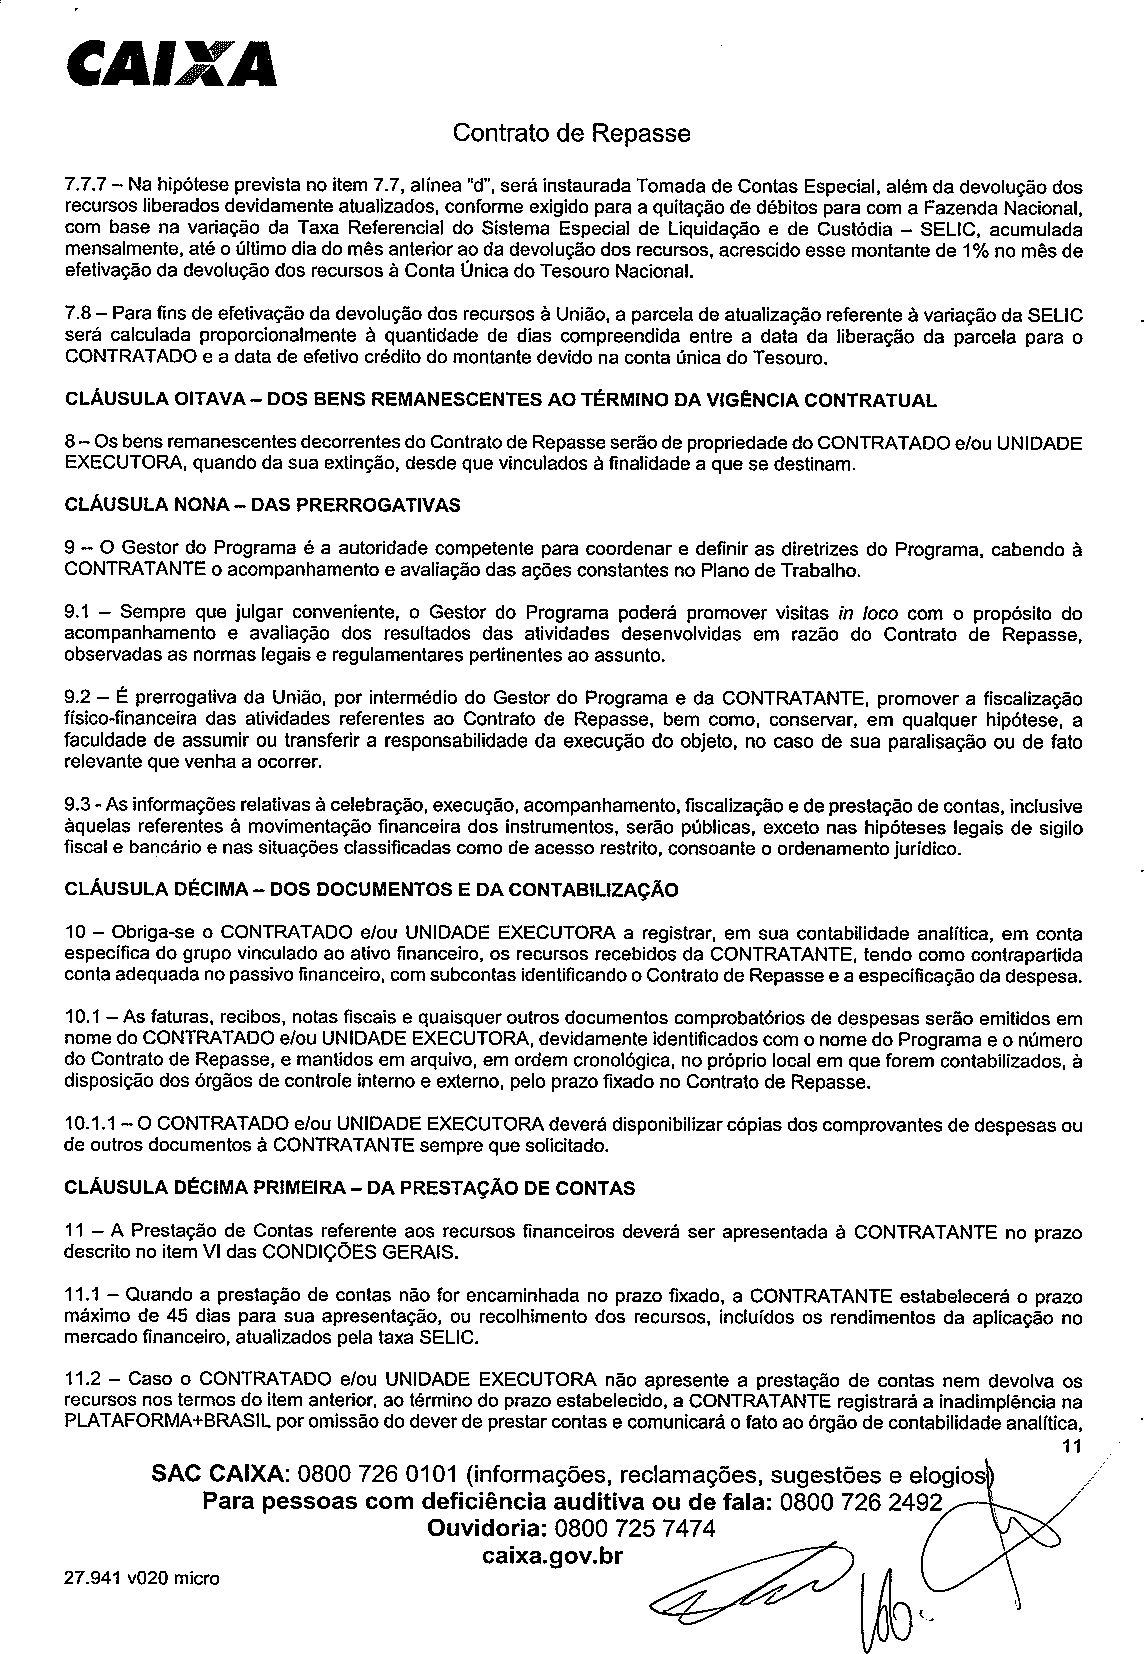 CAIXA
Contrato de Repasse
7.7.7 – Na hipótese prevista no item 7.7, alínea "d", será instaurada Tomada de Contas Especial, além da devolução dos
recursos liberados devidamente atualizados, conforme exigido para a quitação de débitos para com a Fazenda Nacional,
com base na variação da Taxa Referencial do Sistema Especial de Liquidação e de Custódia – SELIC, acumulada
mensalmente, até o último dia do mês anterior ao da devolução dos recursos, acrescido esse montante de 1% no mês de
efetivação da devolução dos recursos à Conta Única do Tesouro Nacional.
7.8 – Para fins de efetivação da devolução dos recursos à União, a parcela de atualização referente à variação da SELIC
será calculada proporcionalmente à quantidade de dias compreendida entre a data da liberação da parcela para o
CONTRATADO e a data de efetivo crédito do montante devido na conta única do Tesouro.
CLÁUSULA OITAVA – DOS BENS REMANESCENTES AO TÉRMINO DA VIGÊNCIA CONTRATUAL
8 – Os bens remanescentes decorrentes do Contrato de Repasse serão de propriedade do CONTRATADO e/ou UNIDADE
EXECUTORA, quando da sua extinção, desde que vinculados à finalidade a que se destinam.
CLÁUSULA NONA – DAS PRERROGATIVAS
9 – O Gestor do Programa é a autoridade competente para coordenar e definir as diretrizes do Programa, cabendo à
CONTRATANTE o acompanhamento e avaliação das ações constantes no Plano de Trabalho.
9.1 – Sempre que julgar conveniente, o Gestor do Programa poderá promover visitas in loco com o propósito do
acompanhamento e avaliação dos resultados das atividades desenvolvidas em razão do Contrato de Repasse,
observadas as normas legais e regulamentares pertinentes ao assunto.
9.2 – É prerrogativa da União, por intermédio do Gestor do Programa e da CONTRATANTE, promover a fiscalização
físico-financeira das atividades referentes ao Contrato de Repasse, bem como, conservar, em qualquer hipótese, a
faculdade de assumir ou transferir a responsabilidade da execução do objeto, no caso de sua paralisação ou de fato
relevante que venha a ocorrer.
9.3 - As informações relativas à celebração, execução, acompanhamento, fiscalização e de prestação de contas, inclusive
àquelas referentes à movimentação financeira dos instrumentos, serão públicas, exceto nas hipóteses legais de sigilo
fiscal e bancário e nas situações classificadas como de acesso restrito, consoante o ordenamento jurídico.
CLÁUSULA DÉCIMA – DOS DOCUMENTOS E DA CONTABILIZAÇÃO
10 – Obriga-se o CONTRATADO e/ou UNIDADE EXECUTORA a registrar, em sua contabilidade analítica, em conta
específica do grupo vinculado ao ativo financeiro, os recursos recebidos da CONTRATANTE, tendo como contrapartida
conta adequada no passivo financeiro, com subcontas identificando o Contrato de Repasse e a especificação da despesa.
10.1 – As faturas, recibos, notas fiscais e quaisquer outros documentos comprobatórios de despesas serão emitidos em
nome do CONTRATADO e/ou UNIDADE EXECUTORA, devidamente identificados com o nome do Programa e o número
do Contrato de Repasse, e mantidos em arquivo, em ordem cronológica, no próprio local em que forem contabilizados, à
disposição dos órgãos de controle interno e externo, pelo prazo fixado no Contrato de Repasse.
10.1.1 – O CONTRATADO e/ou UNIDADE EXECUTORA deverá disponibilizar cópias dos comprovantes de despesas ou
de outros documentos à CONTRATANTE sempre que solicitado.
CLÁUSULA DÉCIMA PRIMEIRA – DA PRESTAÇÃO DE CONTAS
11 – A Prestação de Contas referente aos recursos financeiros deverá ser apresentada à CONTRATANTE no prazo
descrito no item VI das CONDIÇÕES GERAIS.
11.1 – Quando a prestação de contas não for encaminhada no prazo fixado, a CONTRATANTE estabelecerá o prazo
máximo de 45 dias para sua apresentação, ou recolhimento dos recursos, incluídos os rendimentos da aplicação no
mercado financeiro, atualizados pela taxa SELIC.
11.2 – Caso o CONTRATADO e/ou UNIDADE EXECUTORA não apresente a prestação de contas nem devolva os
recursos nos termos do item anterior, ao término do prazo estabelecido, a CONTRATANTE registrará a inadimplência na
PLATAFORMA+BRASIL por omissão do dever de prestar contas e comunicará o fato ao órgão de contabilidade analítica,
11
SAC CAIXA: 0800 726 0101 (informações, reclamações, sugestões e elogios)
Para pessoas com deficiência auditiva ou de fala: 0800 726 2492
Ouvidoria: 0800 725 7474
caixa.gov.br
27.941 v020 micro